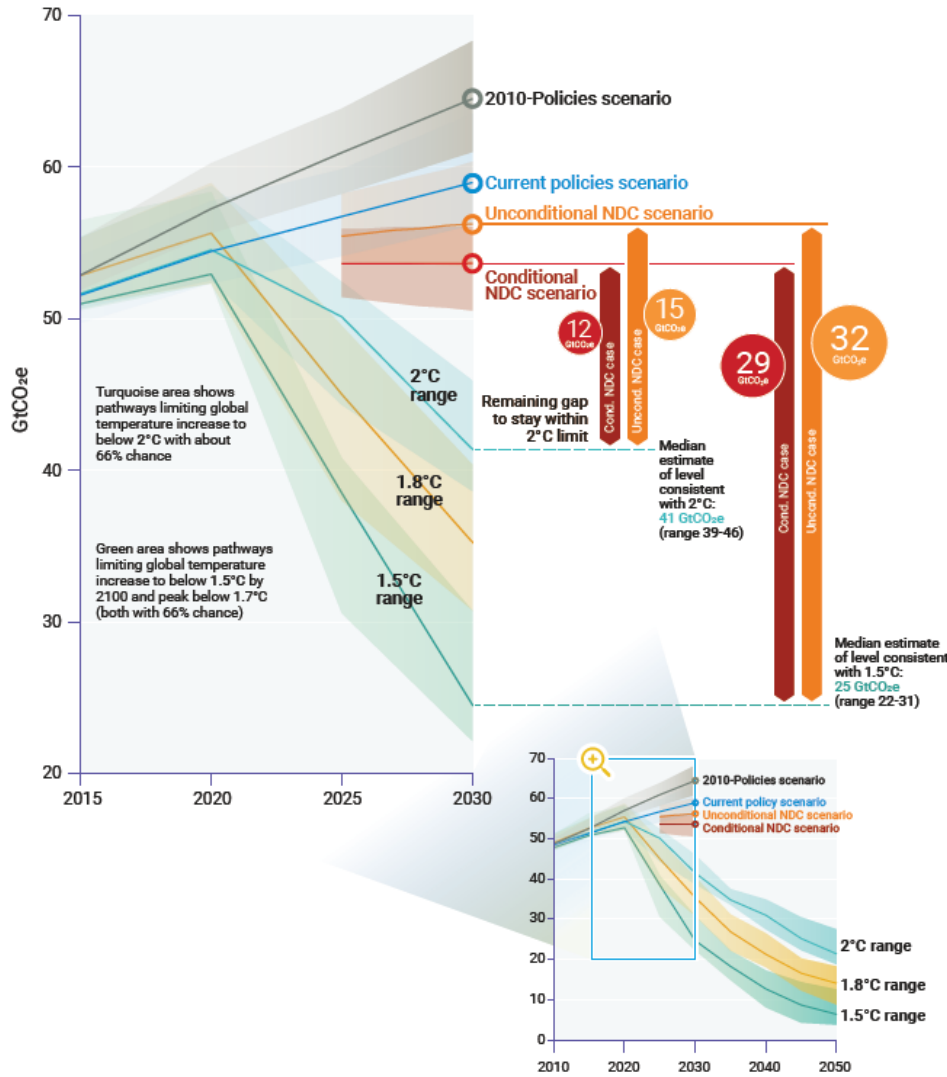 70
60
50
40
30
20
GtCO₂e
2015
2020
2025
2030
2010-Policies scenario
Current policies scenario
Unconditional NDC scenario
Conditional
NDC scenario
2°C
range
1.8°C
range
1.5°C
range
Turquoise area shows
pathways limiting global
temperature increase to
below 2°C with about
66% chance
Green area shows pathways
limiting global temperature
increase to below 1.5°C by
2100 and peak below 1.7°C
(both with 66% chance)
12
GtCO₂e
15
GtCO₂e
29
GtCO₂e
32
GtCO₂e
Cond. NDC case
Uncond. NDC case
Cond. NDC case
Uncond. NDC case
Remaining gap
to stay within
2°C limit
Median
estimate
of level
consistent
with 2°C:
41 GtCO₂e
(range 39-46)
Median estimate
of level consistent
with 1.5°C:
25 GtCO₂e
(range 22-31)
70
60
50
40
30
20
10
0
2010
2020
2030
2040
2050
2010-Policies scenario
Current policy scenario
Unconditional NDC scenario
Conditional NDC scenario
2°C range
1.8°C range
1.5°C range